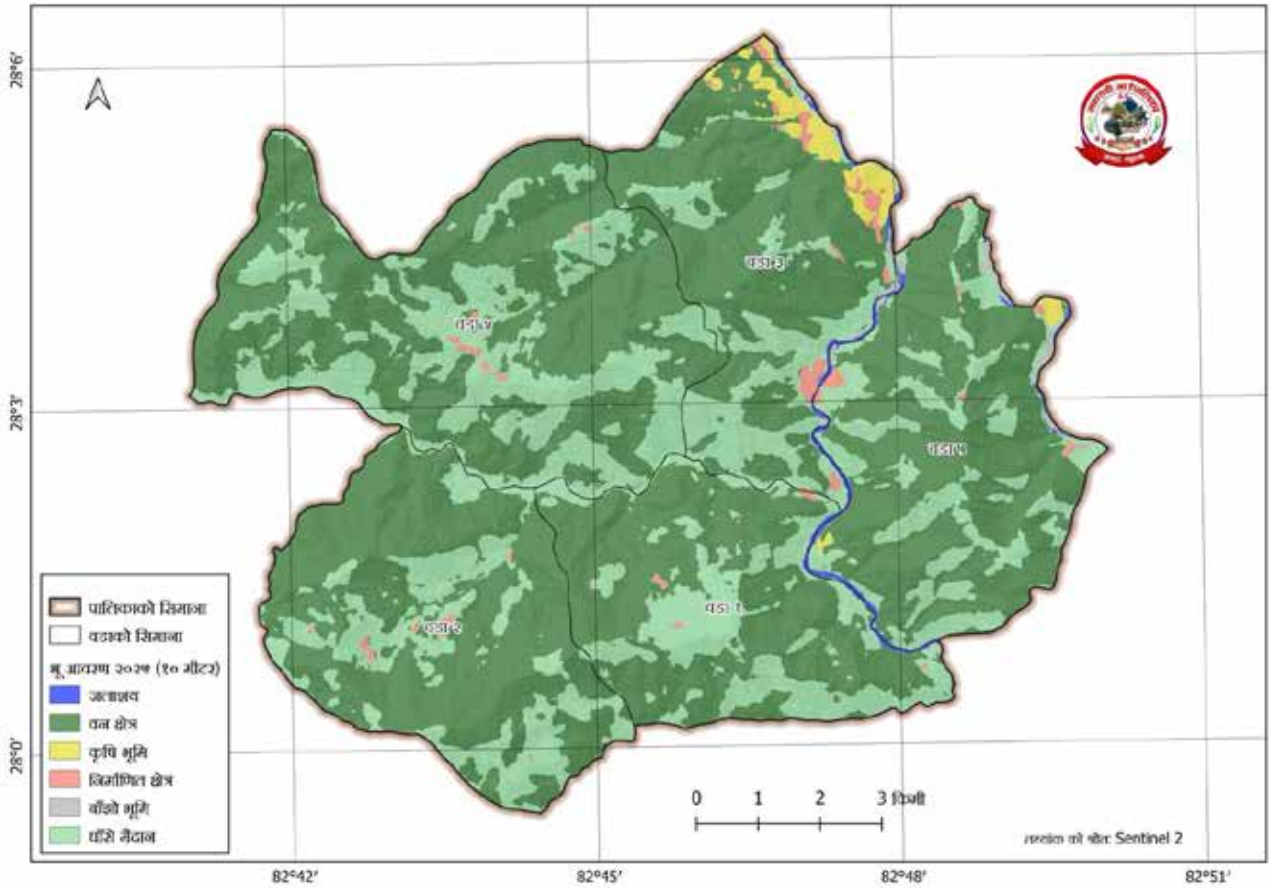 28°6′
28°3′
28°0′
वडा-३
वडा-४
वडा-५
वडा-१
वडा-२
पालिकाको सिमाना
वडाको सिमाना
भू आवरण २०२१ (१० मीटर)
जलाशय
वन क्षेत्र
कृषि भूमि
निर्माणित क्षेत्र
बाँझो भूमि
घाँसे मैदान
0 1 2 3 किमी
को श्रोत: Sentinel 2
82°42′ 82°45′ 82°48′ 82°51′